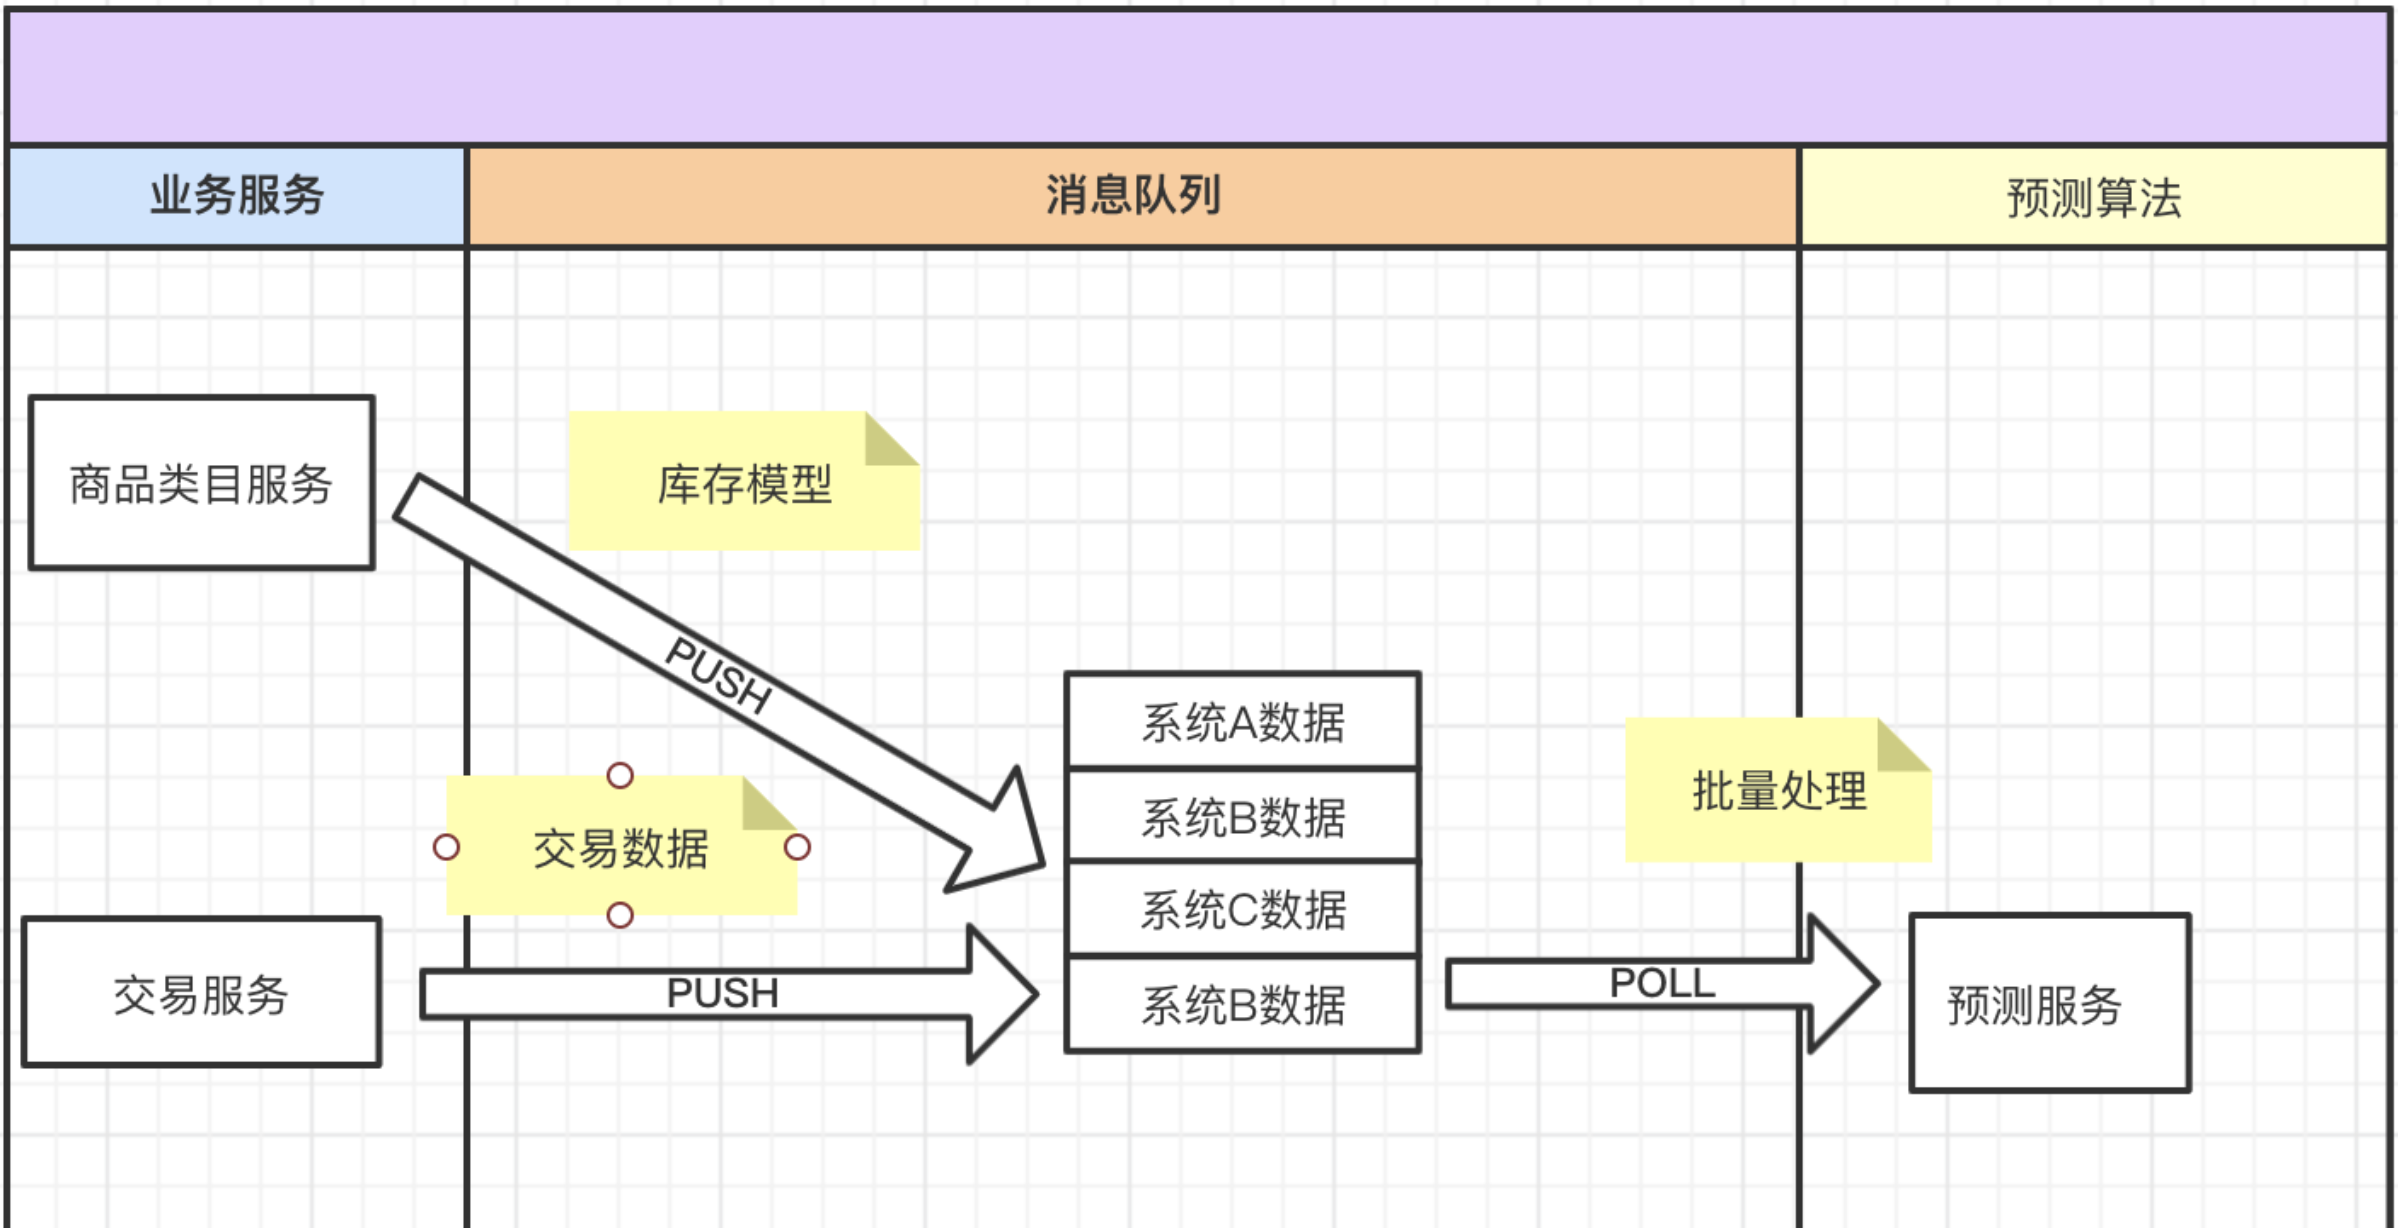 业务服务
消息队列
预测算法
商品类目服务
库存模型
PUSH
系统A数据
系统B数据
批量处理
交易数据
系统C数据
交易服务
PUSH
系统B数据
POLL
预测服务